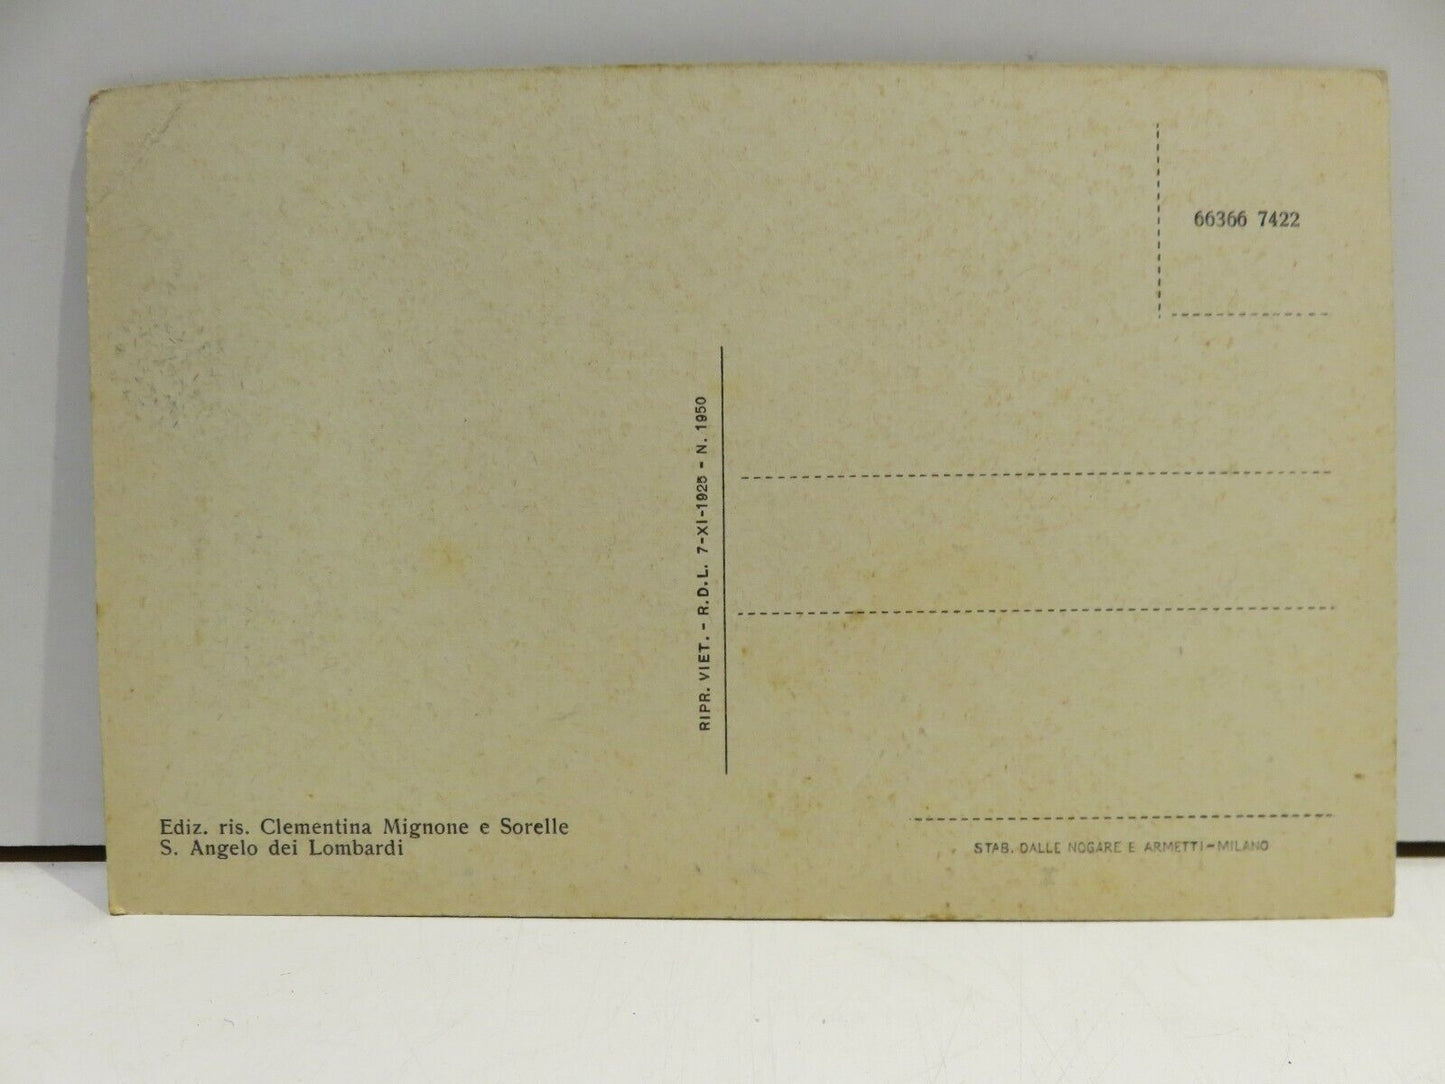 66366 7422
RIPR. VIET. - R.D.L. 7-XI-1925 - N. 1950
Ediz. ris. Clementina Mignone e Sorelle
S. Angelo dei Lombardi
STAB. DALLE NOGARE E ARMETTI-MILANO